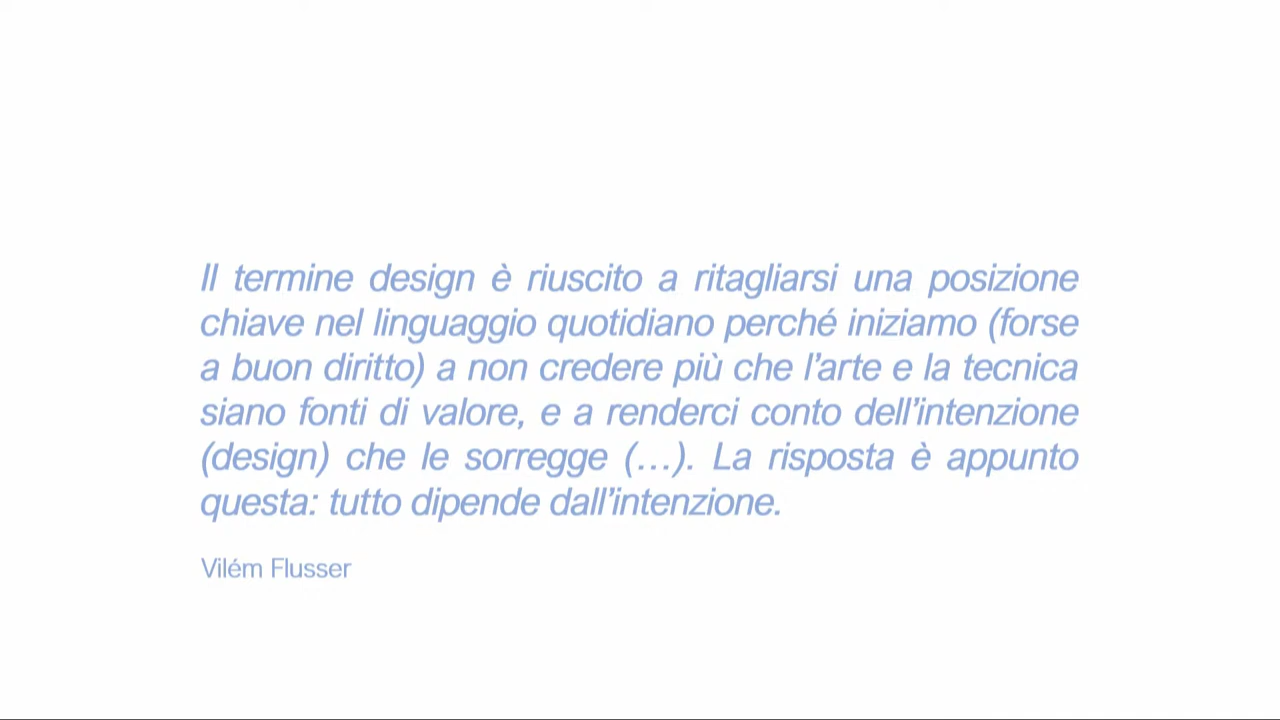 Il termine design è riuscito a ritagliarsi una posizione
chiave nel linguaggio quotidiano perché iniziamo (forse
a buon diritto) a non credere più che l’arte e la tecnica
siano fonti di valore, e a renderci conto dell’intenzione
(design) che le sorregge (…). La risposta è appunto
questa: tutto dipende dall’intenzione.
Vilém Flusser